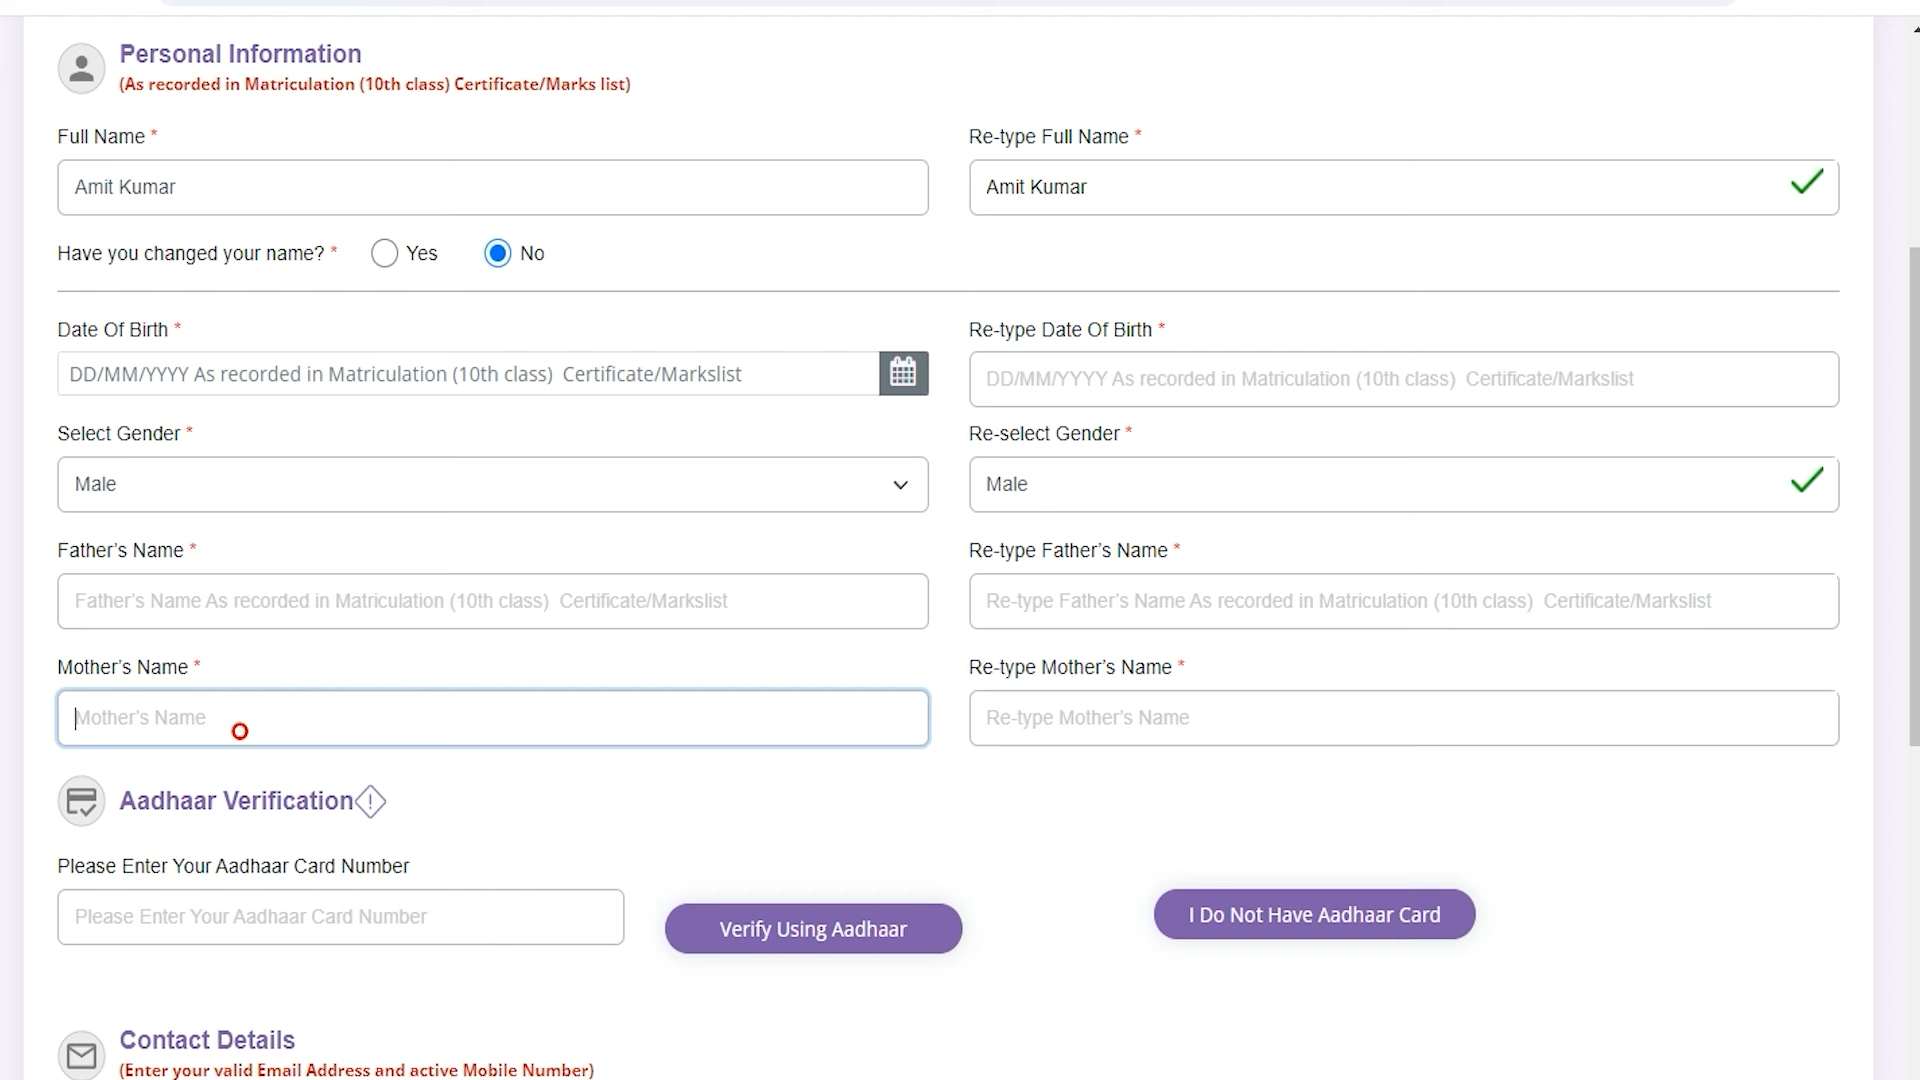 Personal Information
(As recorded in Matriculation (10th class) Certificate/Marks list)
Full Name *
Re-type Full Name *
Amit Kumar
Amit Kumar
Have you changed your name? * Yes No
Date Of Birth *
Re-type Date Of Birth *
DD/MM/YYYY As recorded in Matriculation (10th class) Certificate/Markslist
DD/MM/YYYY As recorded in Matriculation (10th class) Certificate/Markslist
Select Gender *
Re-select Gender *
Male
Male
Father’s Name *
Re-type Father’s Name *
Father’s Name As recorded in Matriculation (10th class) Certificate/Markslist
Re-type Father’s Name As recorded in Matriculation (10th class) Certificate/Markslist
Mother’s Name *
Re-type Mother’s Name *
Mother’s Name
Re-type Mother’s Name
Aadhaar Verification
Please Enter Your Aadhaar Card Number
Please Enter Your Aadhaar Card Number
Verify Using Aadhaar
I Do Not Have Aadhaar Card
Contact Details
(Enter your valid Email Address and active Mobile Number)